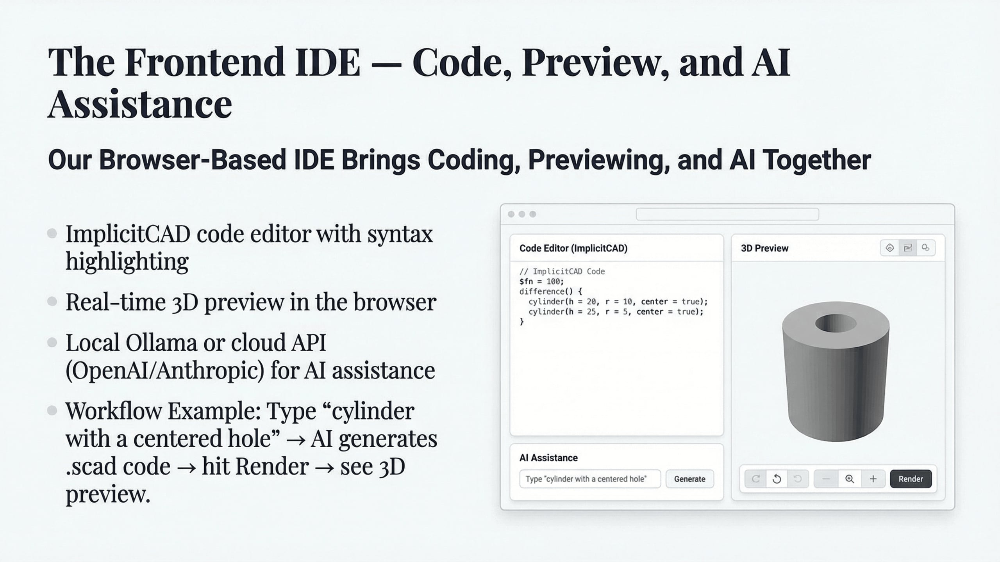 The Frontend IDE — Code, Preview, and AI
Assistance
Our Browser-Based IDE Brings Coding, Previewing, and AI Together
ImplicitCAD code editor with syntax
highlighting
Real-time 3D preview in the browser
Local Ollama or cloud API
(OpenAI/Anthropic) for AI assistance
Workflow Example: Type “cylinder
with a centered hole” → AI generates
.scad code → hit Render → see 3D
preview.
Code Editor (ImplicitCAD)
// ImplicitCAD Code
$fn = 100;
difference() {
  cylinder(h = 20, r = 10, center = true);
  cylinder(h = 25, r = 5, center = true);
}
AI Assistance
Type "cylinder with a centered hole"
Generate
3D Preview
Render